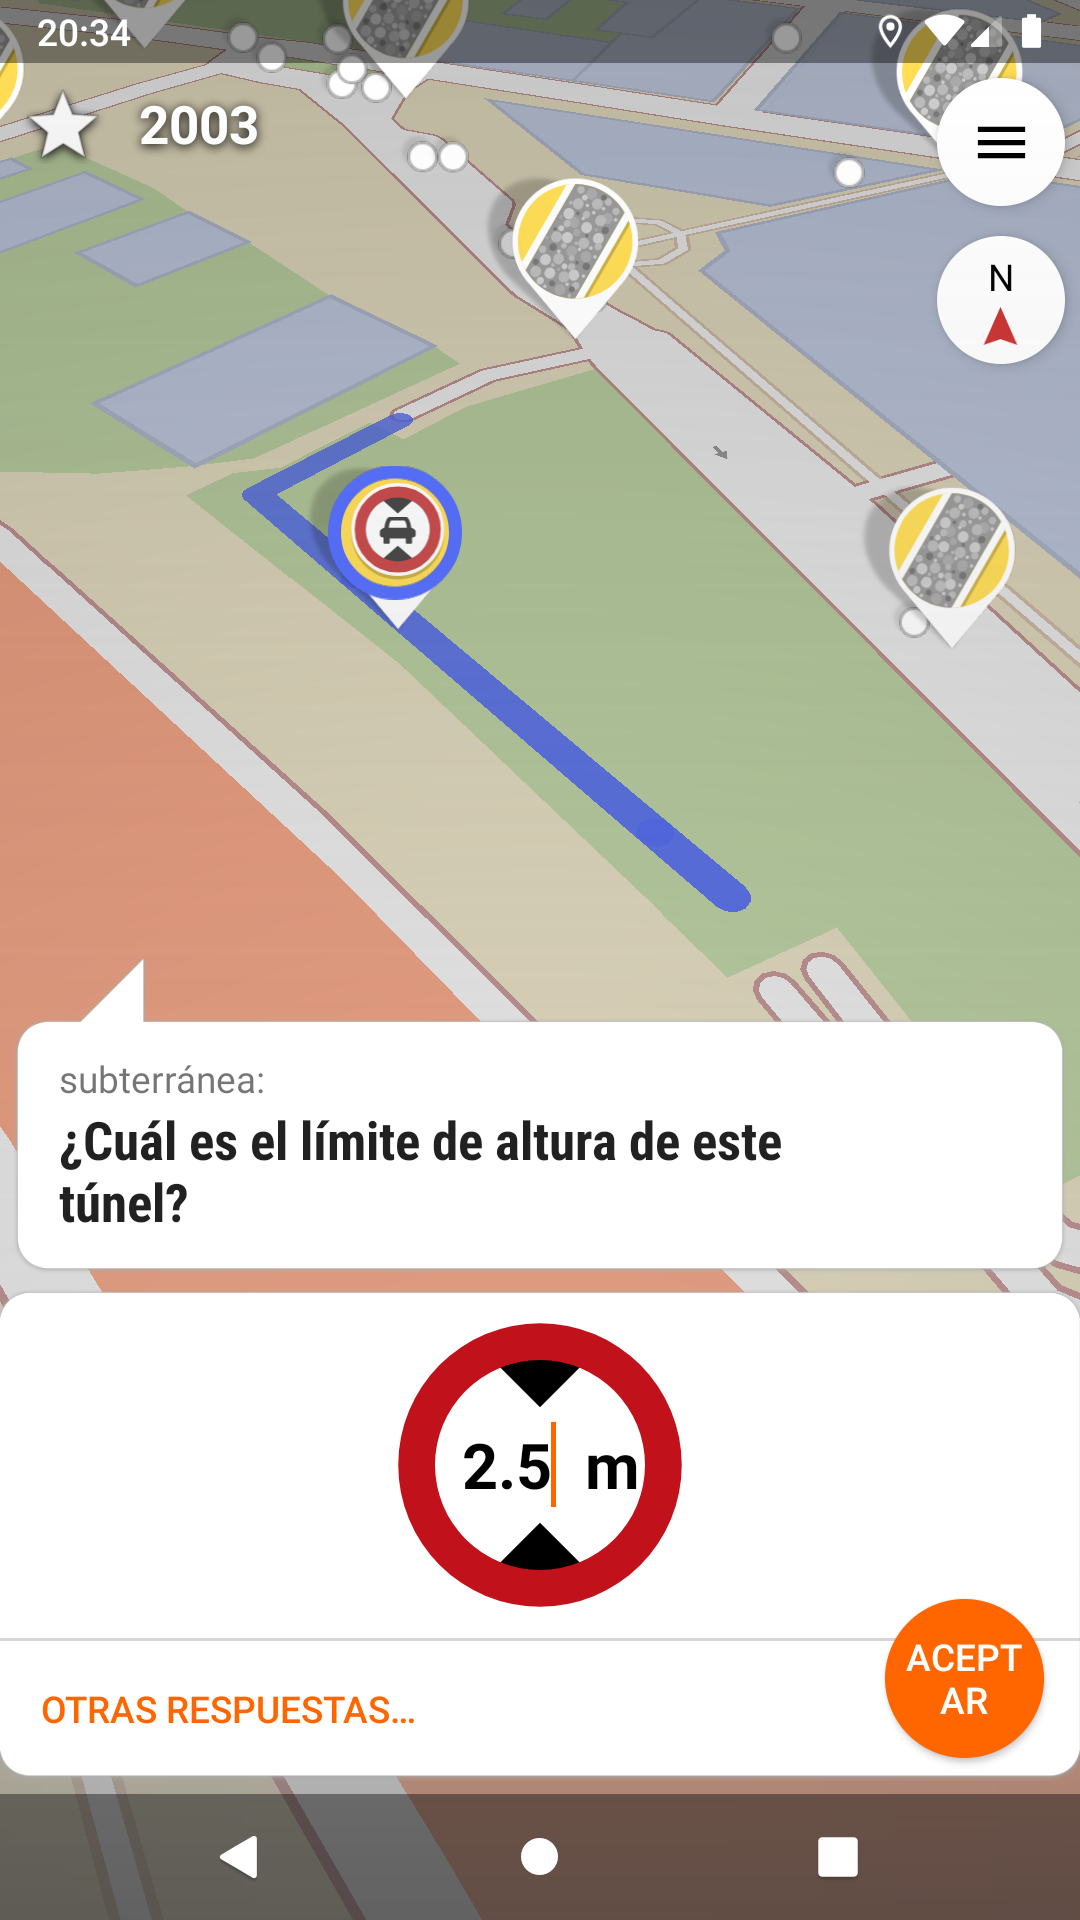 20:34
2003
N
subterránea:
¿Cuál es el límite de altura de este
túnel?
2.5 m
ACEPT
AR
OTRAS RESPUESTAS...